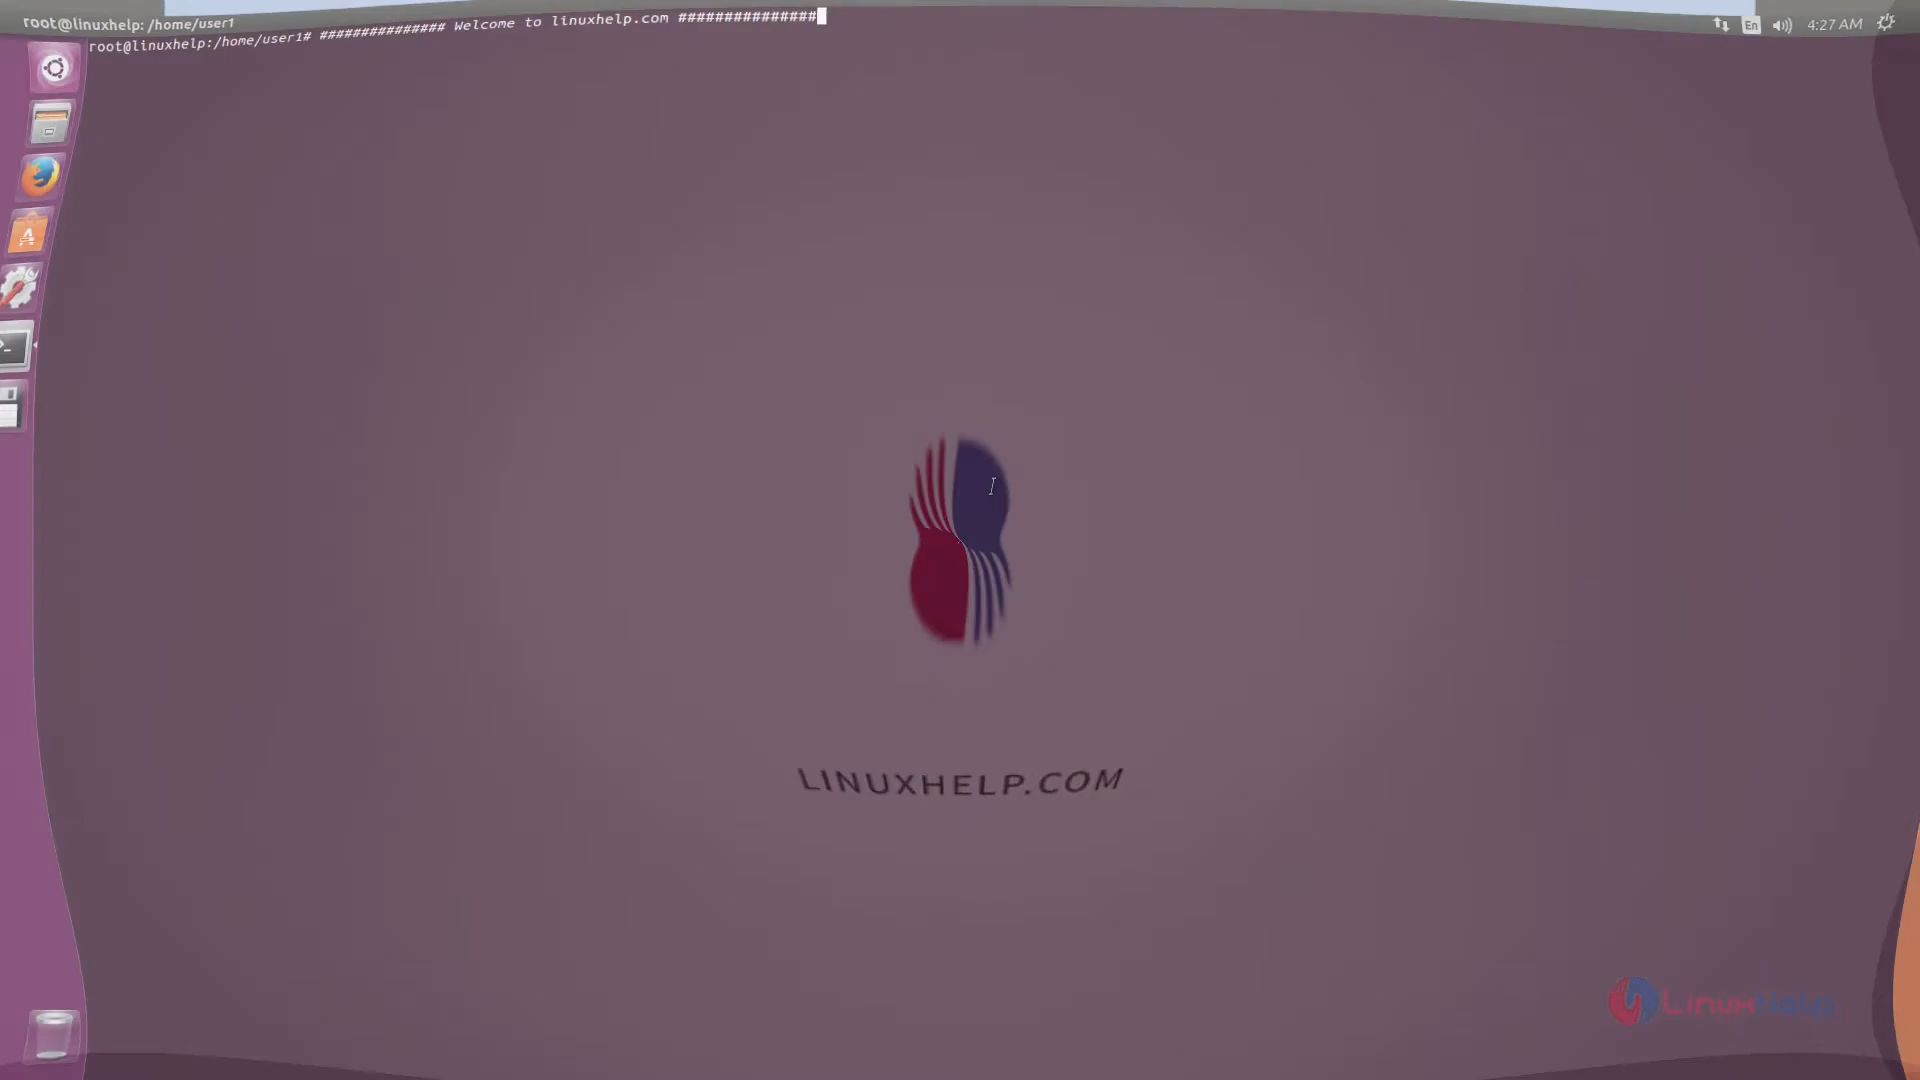 root@linuxhelp: /home/user1
En 4:27 AM
root@linuxhelp:/home/user1# ############### Welcome to linuxhelp.com ###############
LINUXHELP.COM
LinuxHelp